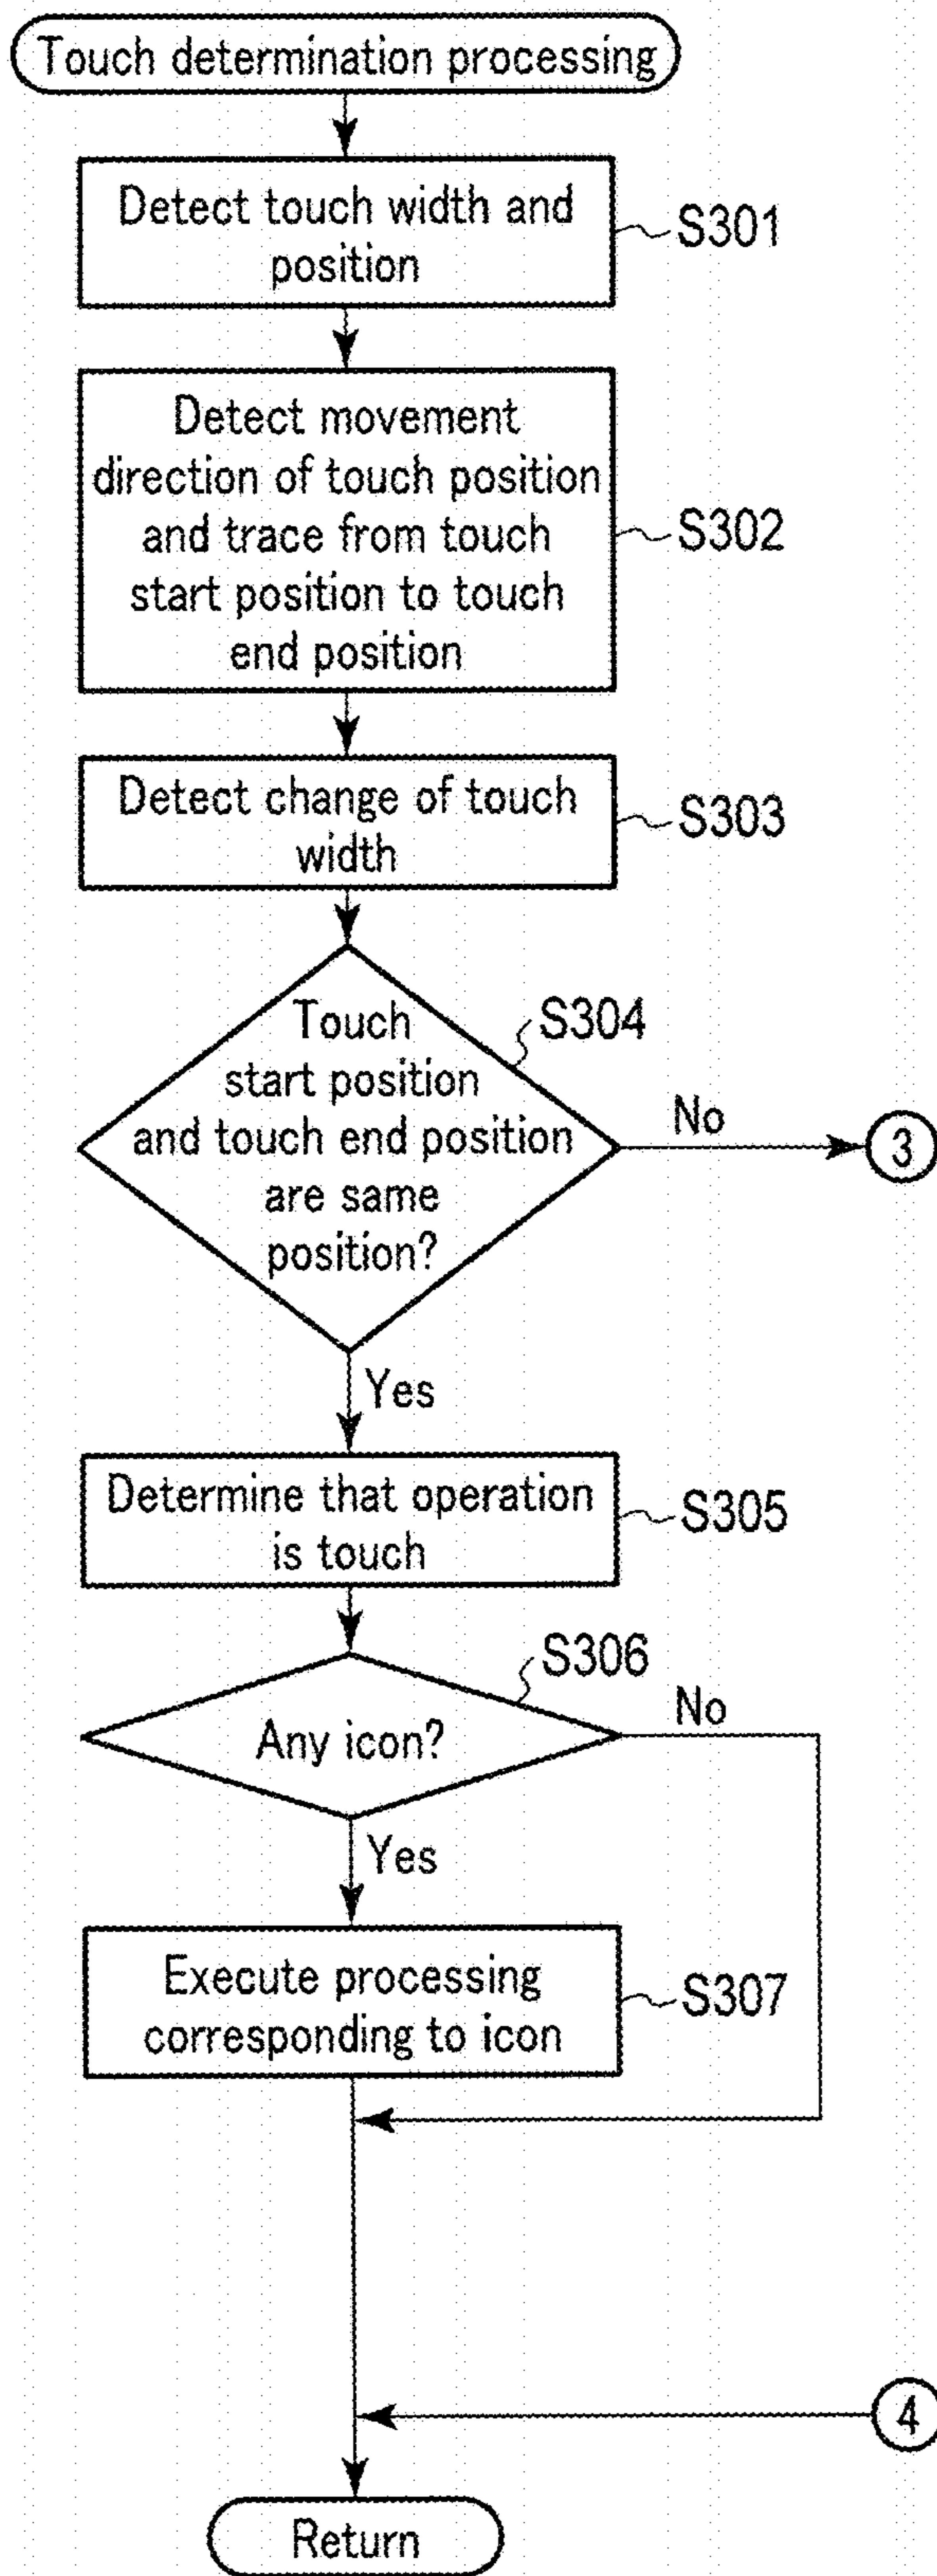 Touch determination processing
Detect touch width and
position
S301
Detect movement
direction of touch position
and trace from touch
start position to touch
end position
S302
Detect change of touch
width
S303
Touch
start position
and touch end position
are same
position?
S304
No
3
Yes
Determine that operation
is touch
S305
Any icon?
S306
No
Yes
Execute processing
corresponding to icon
S307
4
Return